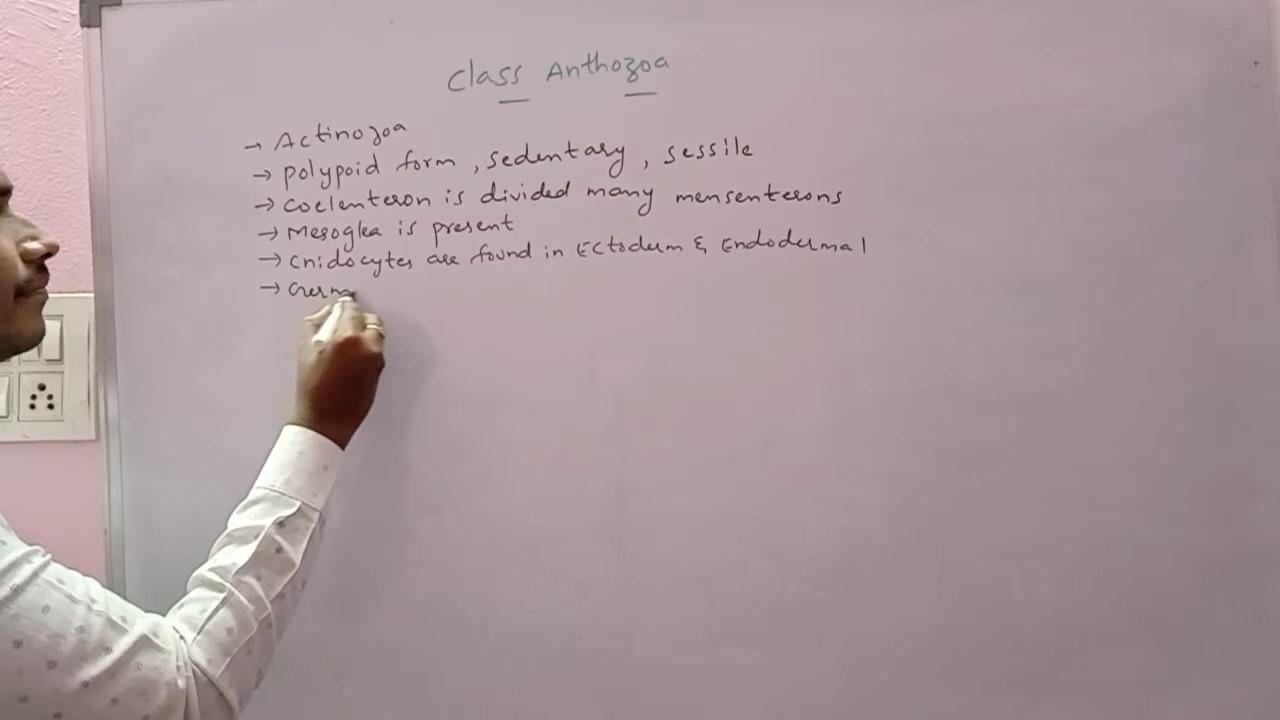 Class Anthozoa
→ Actinozoa
→ polypoid form, sedentary, sessile
→ coelenteron is divided many mensenterons
→ Mesoglea is present
→ cnidocytes are found in Ectoderm & Endodermal
→ Germ